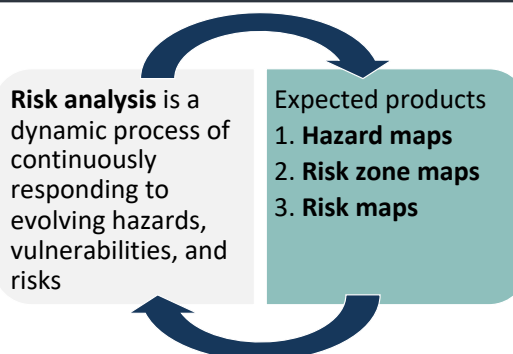 Risk analysis is a
dynamic process of
continuously
responding to
evolving hazards,
vulnerabilities, and
risks
Expected products
1. Hazard maps
2. Risk zone maps
3. Risk maps